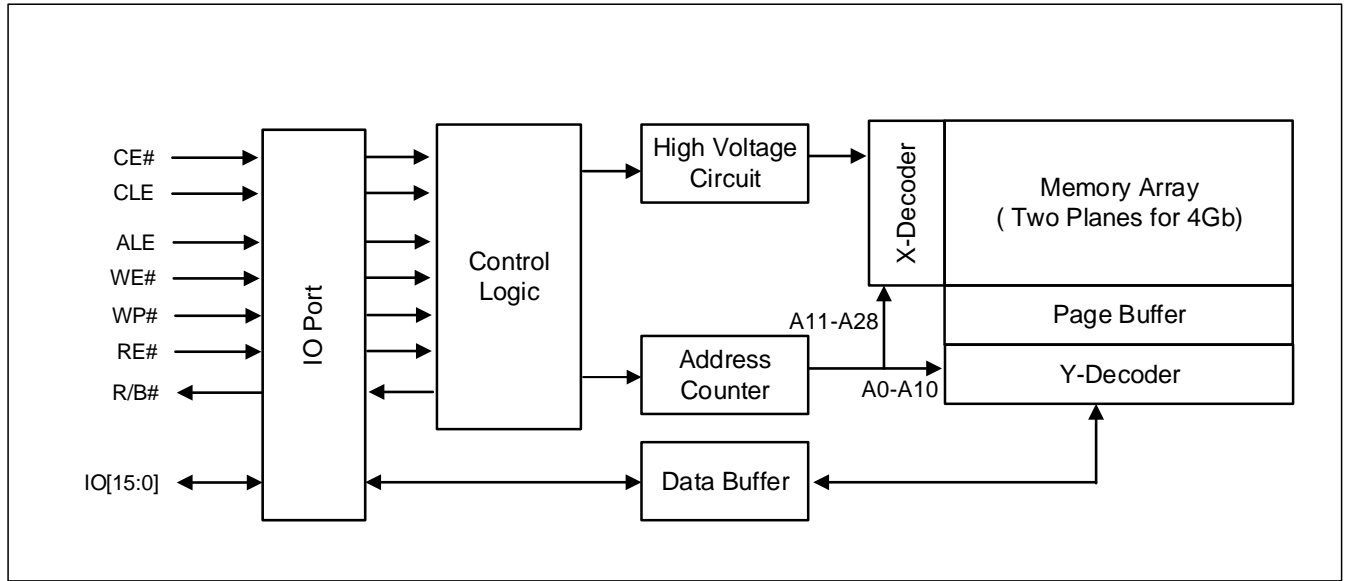 CE#
CLE
ALE
WE#
WP#
RE#
R/B#
IO[15:0]
IO Port
Control
Logic
High Voltage
Circuit
Address
Counter
Data Buffer
A11-A28
A0-A10
X-Decoder
Memory Array
( Two Planes for 4Gb)
Page Buffer
Y-Decoder